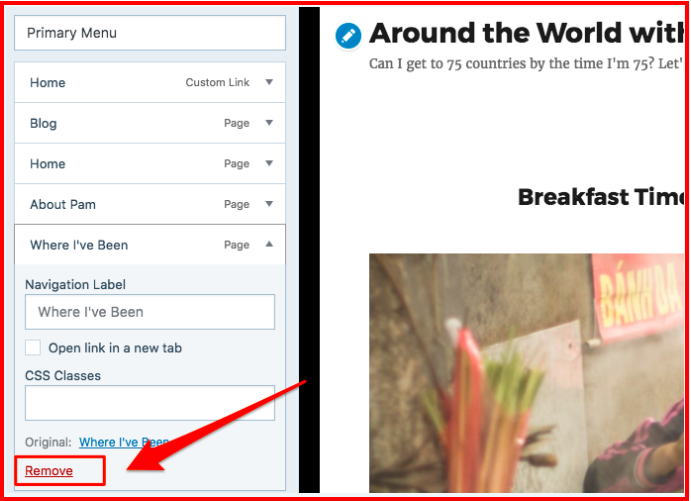 Primary Menu
Home Custom Link
Blog Page
Home Page
About Pam Page
Where I've Been Page
Navigation Label
Where I've Been
Open link in a new tab
CSS Classes
Original: Where I've Been
Remove
Around the World with
Can I get to 75 countries by the time I'm 75? Let'
Breakfast Time
BÁNH ĐA